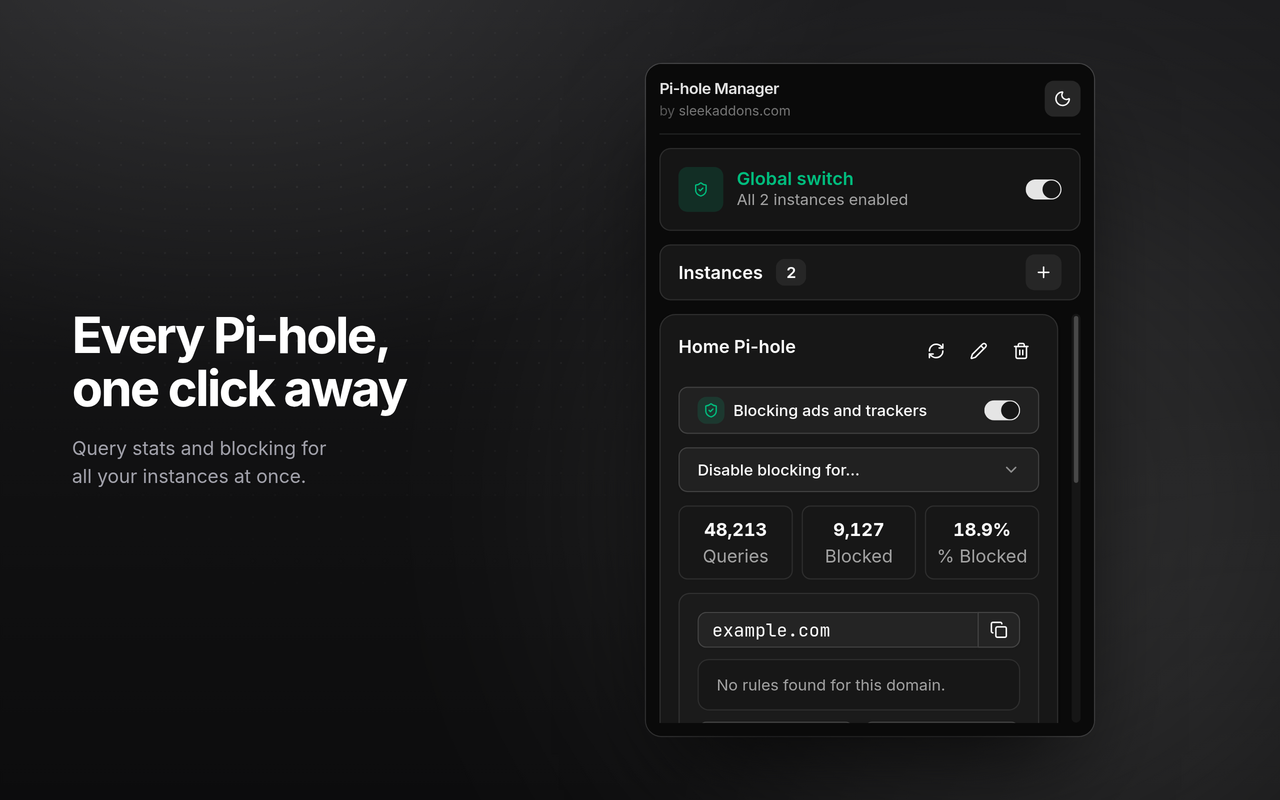 Every Pi-hole,
one click away
Query stats and blocking for
all your instances at once.
Pi-hole Manager
by sleekaddons.com
Global switch
All 2 instances enabled
Instances 2
Home Pi-hole
Blocking ads and trackers
Disable blocking for...
48,213 9,127 18.9%
Queries Blocked % Blocked
example.com
No rules found for this domain.